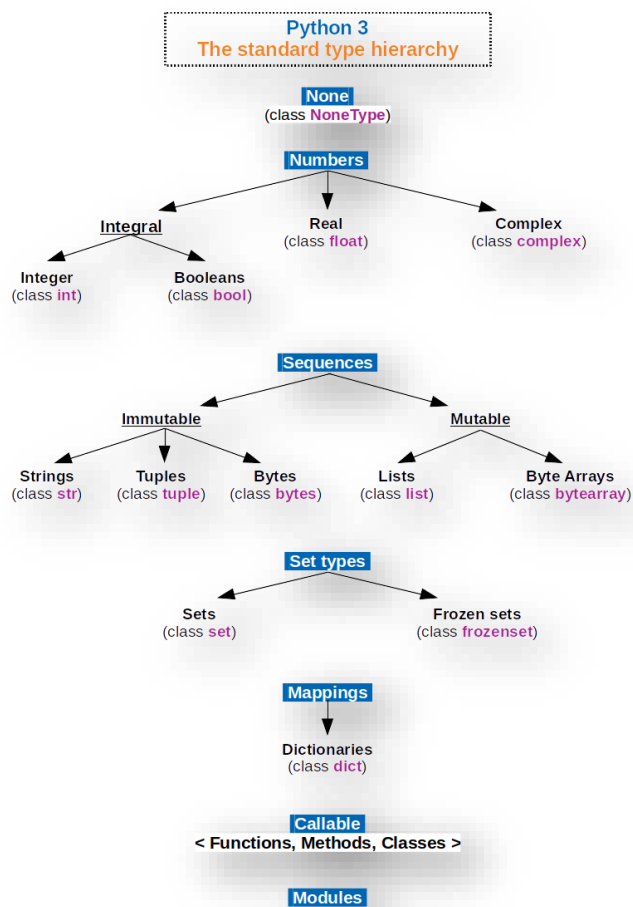 Python 3
The standard type hierarchy
None
(class NoneType)
Numbers
Integral
Real
(class float)
Complex
(class complex)
Integer
(class int)
Booleans
(class bool)
Sequences
Immutable
Mutable
Strings
(class str)
Tuples
(class tuple)
Bytes
(class bytes)
Lists
(class list)
Byte Arrays
(class bytearray)
Set types
Sets
(class set)
Frozen sets
(class frozenset)
Mappings
Dictionaries
(class dict)
Callable
< Functions, Methods, Classes >
Modules